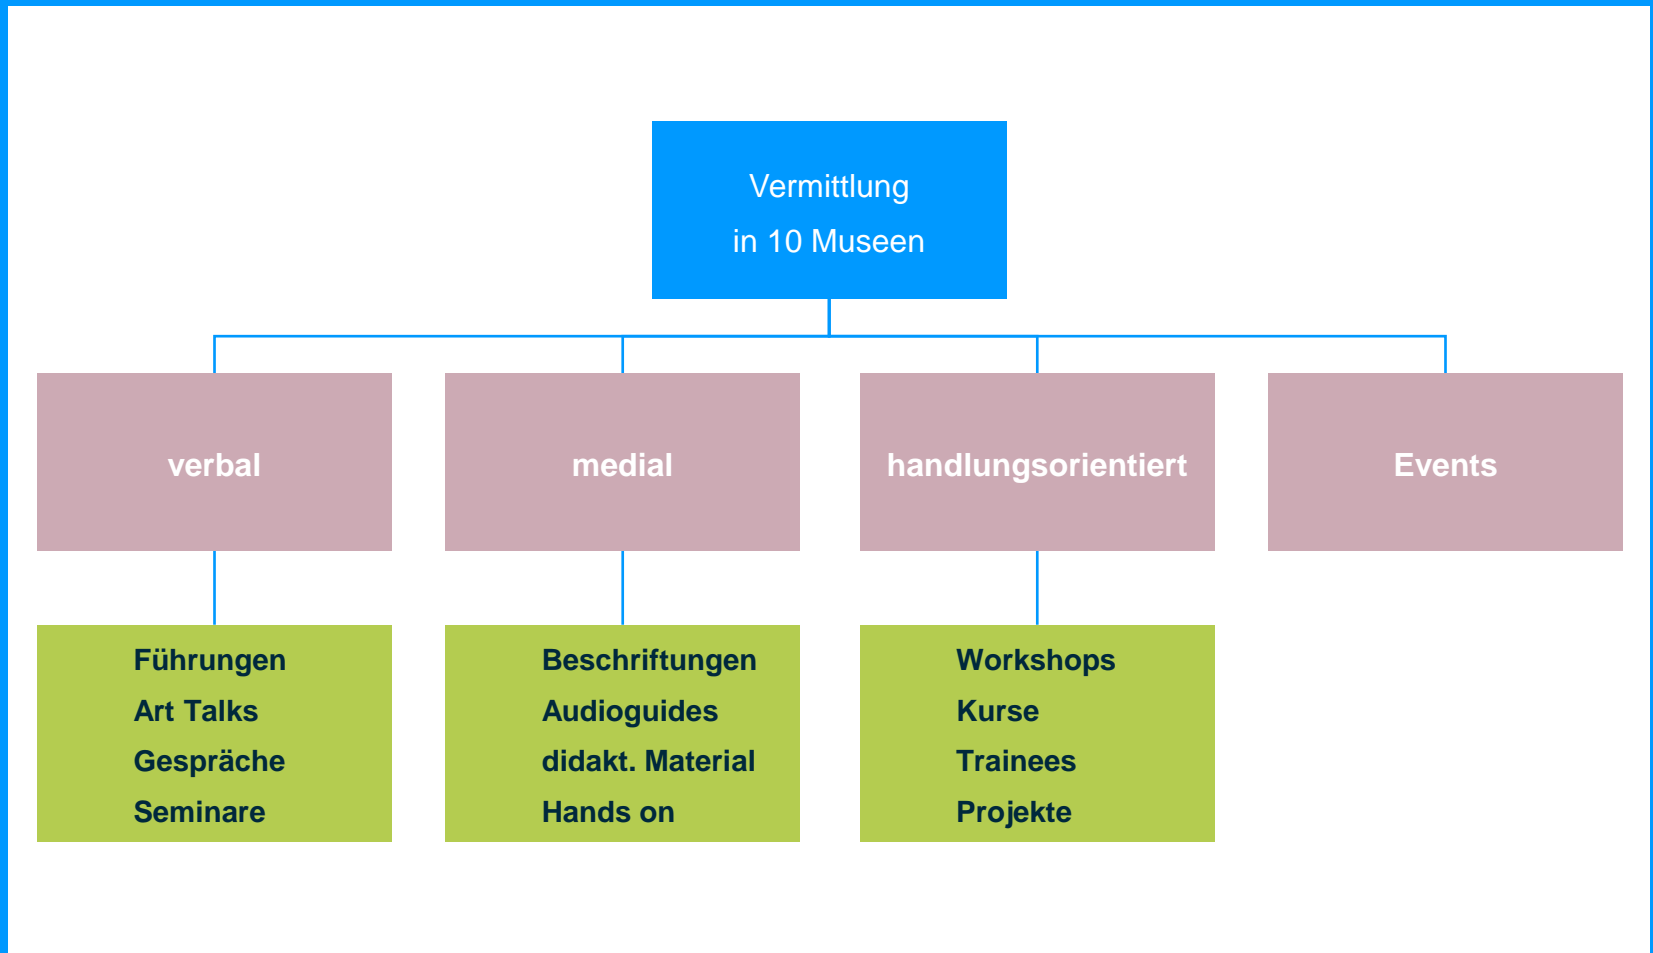 Vermittlung
in 10 Museen
verbal
medial
handlungsorientiert
Events
Führungen
Art Talks
Gespräche
Seminare
Beschriftungen
Audioguides
didakt. Material
Hands on
Workshops
Kurse
Trainees
Projekte